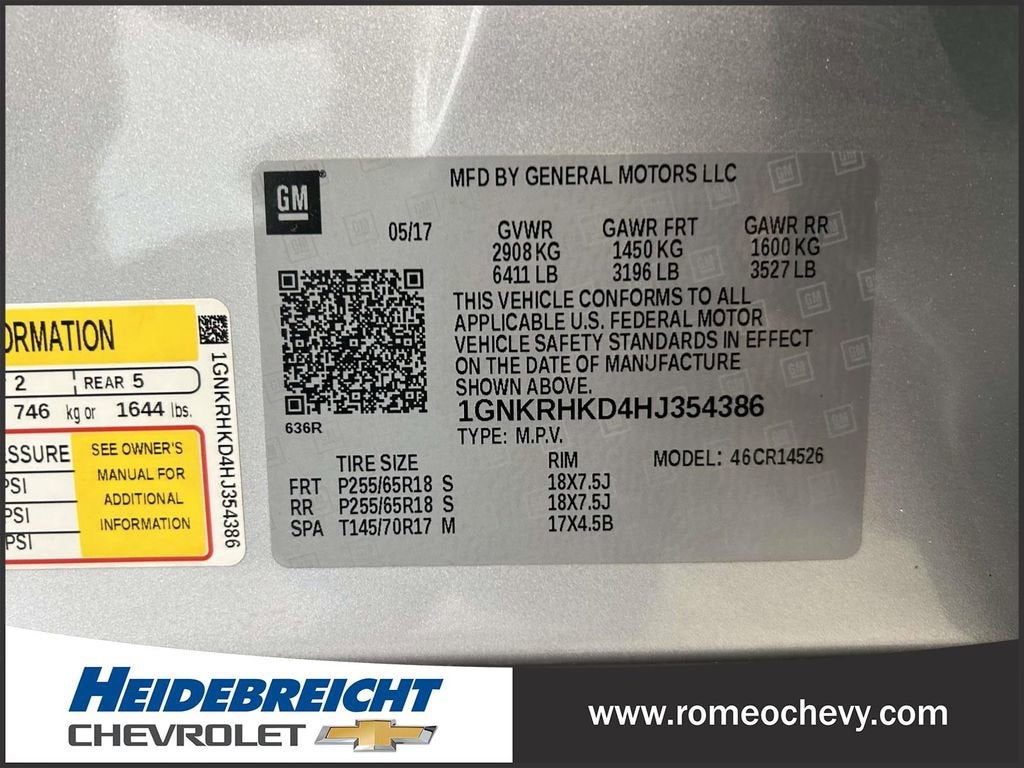 GM
MFD BY GENERAL MOTORS LLC
05/17 GVWR GAWR FRT GAWR RR
2908 KG 1450 KG 1600 KG
6411 LB 3196 LB 3527 LB
THIS VEHICLE CONFORMS TO ALL
APPLICABLE U.S. FEDERAL MOTOR
VEHICLE SAFETY STANDARDS IN EFFECT
ON THE DATE OF MANUFACTURE
SHOWN ABOVE.
636R
1GNKRHKD4HJ354386
TYPE: M.P.V.
TIRE SIZE RIM MODEL: 46CR14526
FRT P255/65R18 S 18X7.5J
RR P255/65R18 S 18X7.5J
SPA T145/70R17 M 17X4.5B
ORMATION
2 REAR 5
746 kg or 1644 lbs.
SSURE
PSI
PSI
PSI
SEE OWNER'S
MANUAL FOR
ADDITIONAL
INFORMATION
1GNKRHKD4HJ354386
HEIDEBREICHT
CHEVROLET
www.romeochevy.com